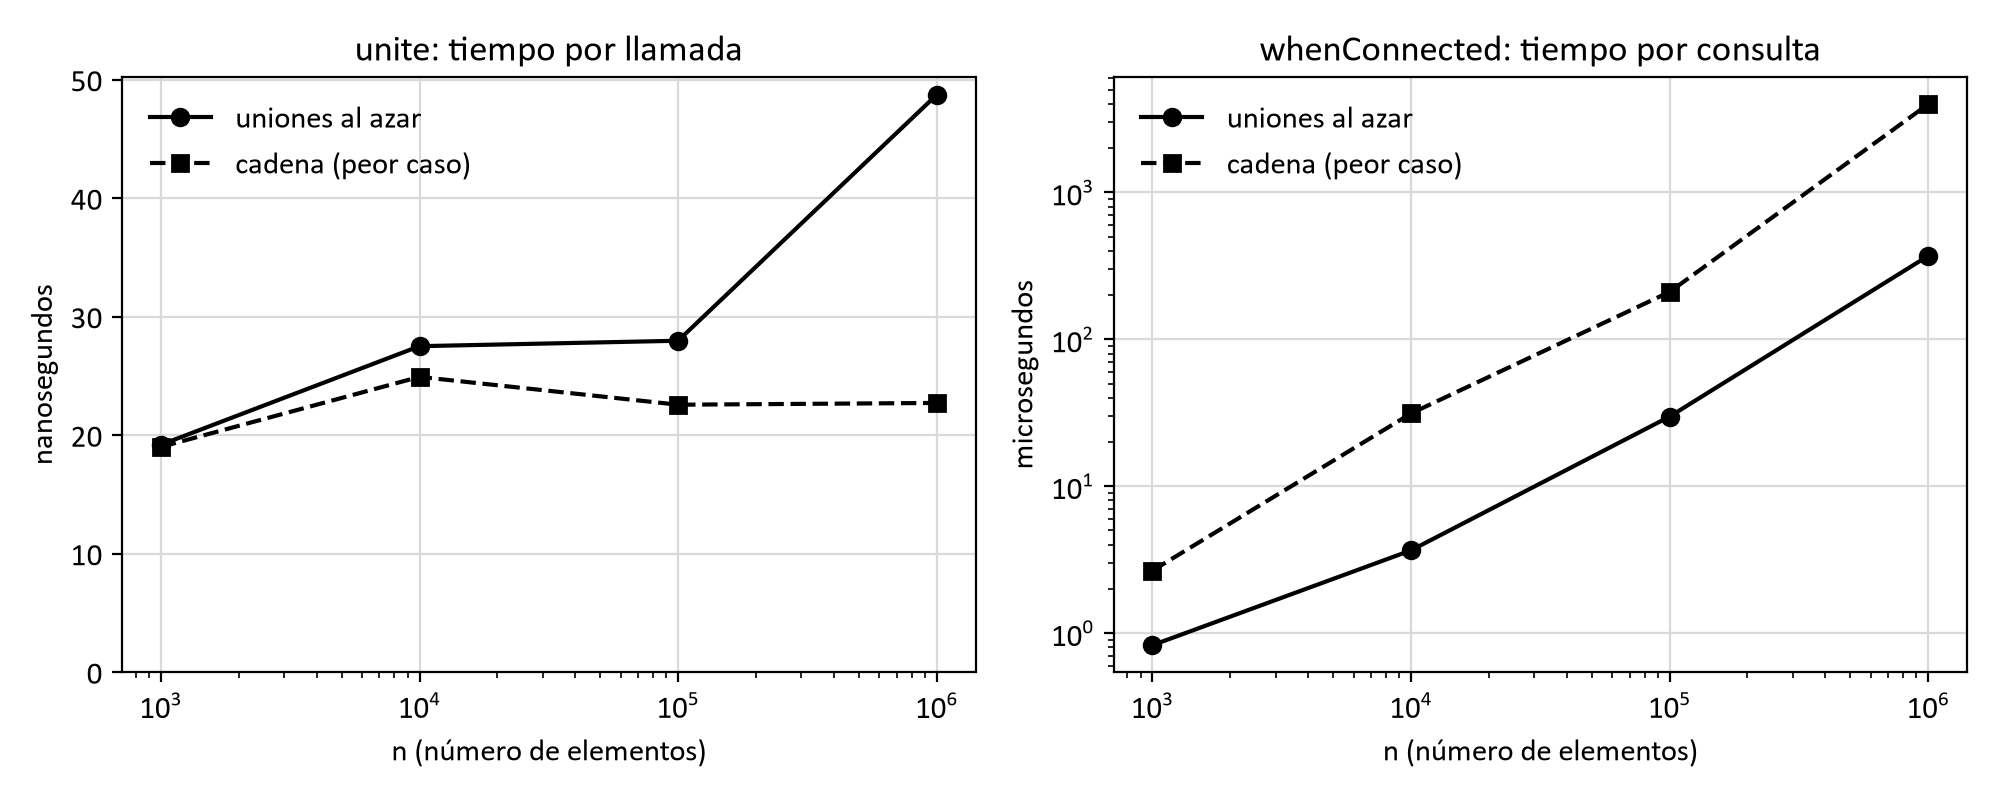 unite: tiempo por llamada
50
40
30
20
10
0
nanosegundos
uniones al azar
cadena (peor caso)
10³
10⁴
10⁵
10⁶
n (número de elementos)
whenConnected: tiempo por consulta
10³
10²
10¹
10⁰
microsegundos
uniones al azar
cadena (peor caso)
10³
10⁴
10⁵
10⁶
n (número de elementos)